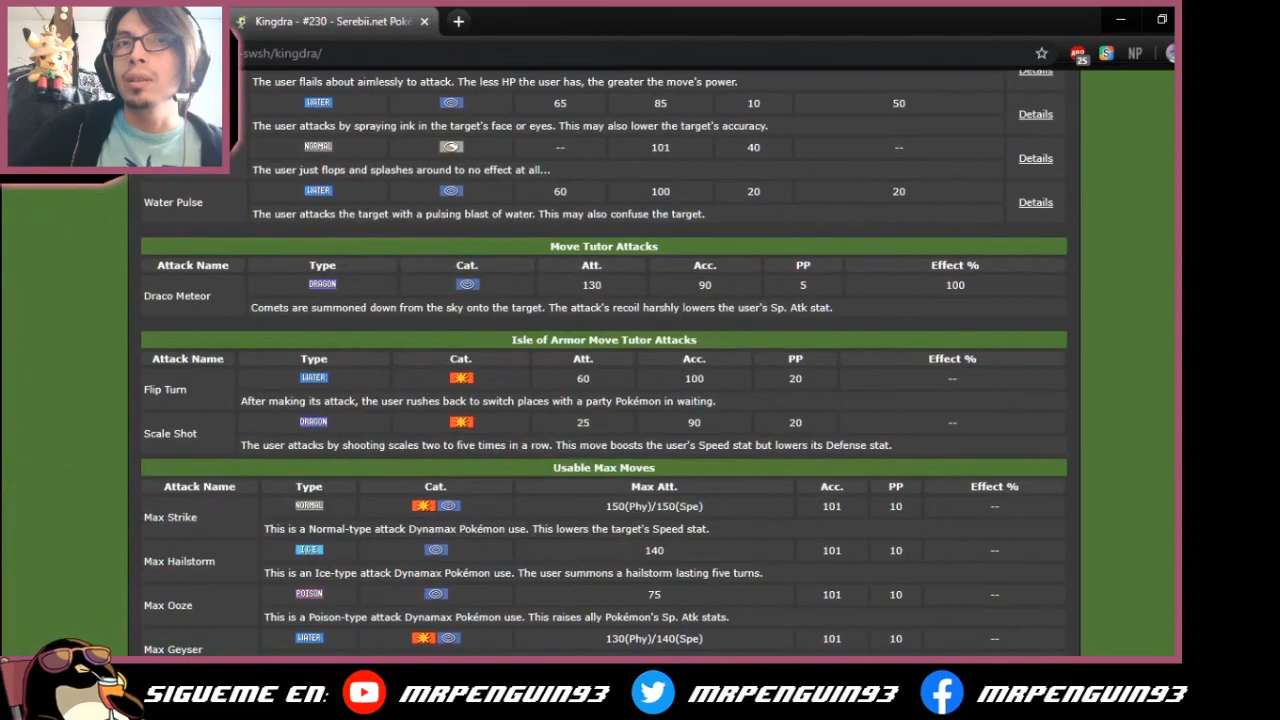 Kingdra - #230 - Serebii.net Poké
-swsh/kingdra/
25
NP
The user flails about aimlessly to attack. The less HP the user has, the greater the move's power.
Details
WATER 65 85 10 50
The user attacks by spraying ink in the target's face or eyes. This may also lower the target's accuracy.
Details
NORMAL -- 101 40 --
The user just flops and splashes around to no effect at all...
Details
Water Pulse WATER 60 100 20 20
The user attacks the target with a pulsing blast of water. This may also confuse the target.
Details
Move Tutor Attacks
Attack Name Type Cat. Att. Acc. PP Effect %
Draco Meteor DRAGON 130 90 5 100
Comets are summoned down from the sky onto the target. The attack's recoil harshly lowers the user's Sp. Atk stat.
Isle of Armor Move Tutor Attacks
Attack Name Type Cat. Att. Acc. PP Effect %
Flip Turn WATER 60 100 20 --
After making its attack, the user rushes back to switch places with a party Pokémon in waiting.
Scale Shot DRAGON 25 90 20 --
The user attacks by shooting scales two to five times in a row. This move boosts the user's Speed stat but lowers its Defense stat.
Usable Max Moves
Attack Name Type Cat. Max Att. Acc. PP Effect %
Max Strike NORMAL 150(Phy)/150(Spe) 101 10 --
This is a Normal-type attack Dynamax Pokémon use. This lowers the target's Speed stat.
Max Hailstorm ICE 140 101 10 --
This is an Ice-type attack Dynamax Pokémon use. The user summons a hailstorm lasting five turns.
Max Ooze POISON 75 101 10 --
This is a Poison-type attack Dynamax Pokémon use. This raises ally Pokémon's Sp. Atk stats.
Max Geyser WATER 130(Phy)/140(Spe) 101 10 --
SIGUEME EN: MRPENGUIN93 MRPENGUIN93 MRPENGUIN93